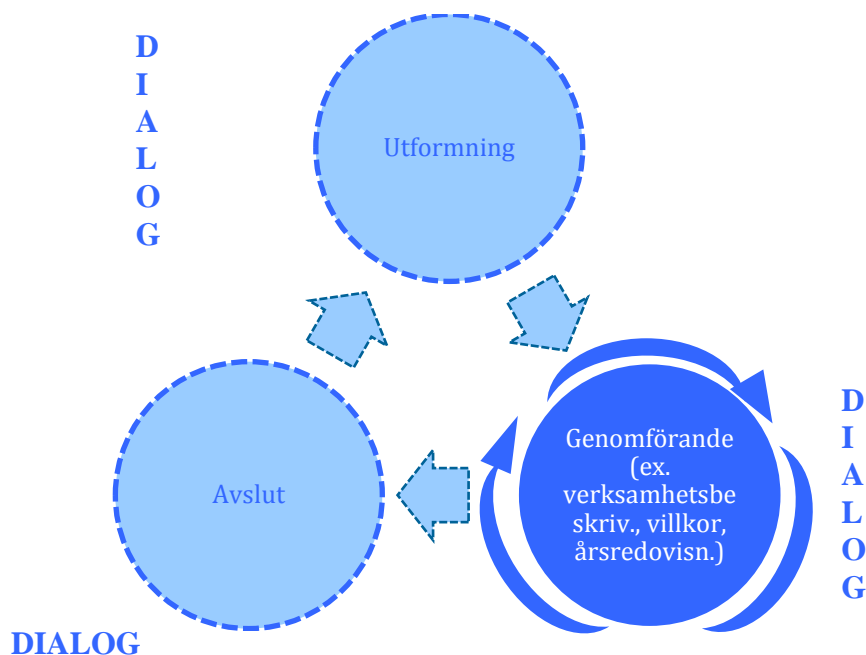 D
I
A
L
O
G
Utformning
Genomförande
(ex.
verksamhetsbe
skriv., villkor,
årsredovisn.)
D
I
A
L
O
G
Avslut
DIALOG